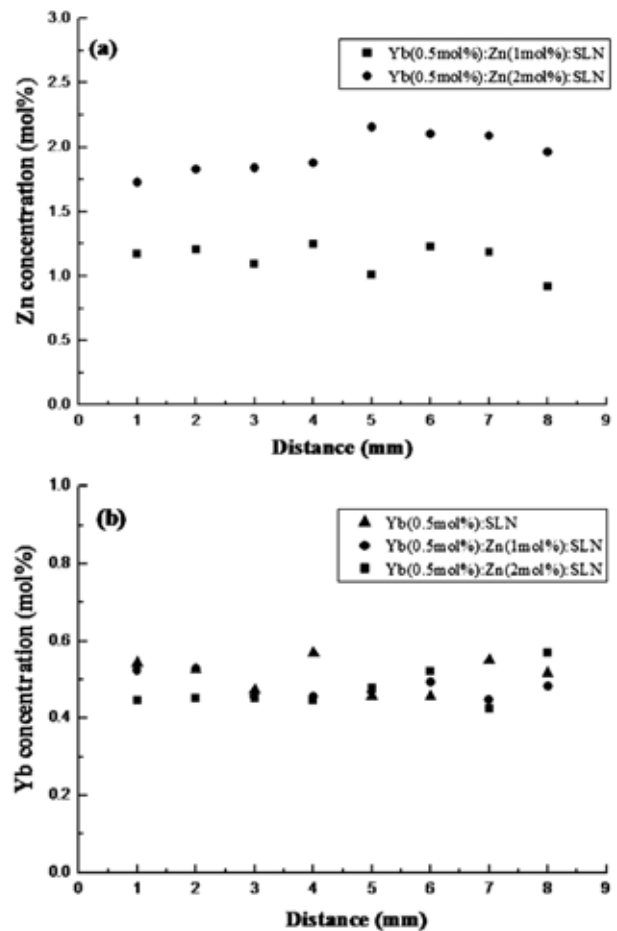 (a)
Yb(0.5mol%):Zn(1mol%):SLN
Yb(0.5mol%):Zn(2mol%):SLN
Zn concentration (mol%)
3.0
2.5
2.0
1.5
1.0
0.5
0.0
0 1 2 3 4 5 6 7 8 9
Distance (mm)
(b)
Yb(0.5mol%):SLN
Yb(0.5mol%):Zn(1mol%):SLN
Yb(0.5mol%):Zn(2mol%):SLN
Yb concentration (mol%)
1.0
0.8
0.6
0.4
0.2
0.0
0 1 2 3 4 5 6 7 8 9
Distance (mm)